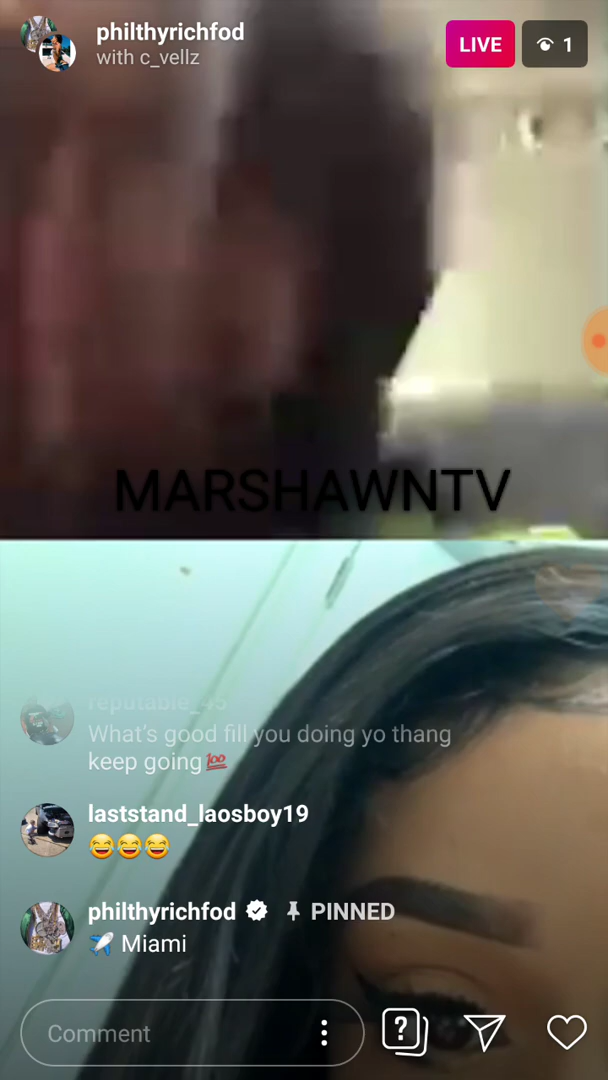 philthyrichfod
with c_vellz
LIVE
1
MARSHAWNTV
reputable_45
What's good fill you doing yo thang
keep going💯
laststand_laosboy19
😂😂😂
philthyrichfod PINNED
✈️ Miami
Comment